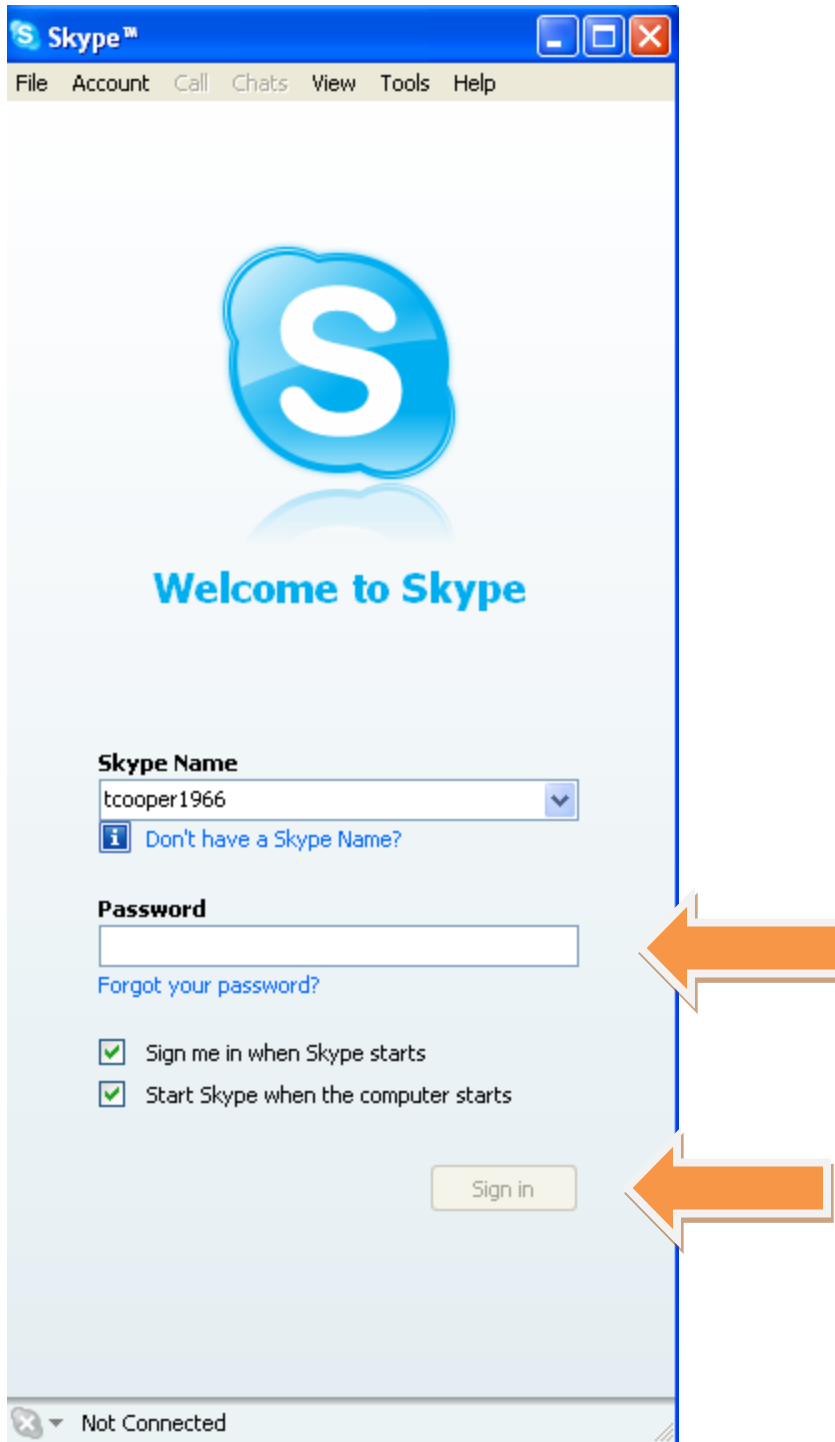 Skype™
File Account Call Chats View Tools Help
Welcome to Skype
Skype Name
tcooper1966
Don't have a Skype Name?
Password
Forgot your password?
Sign me in when Skype starts
Start Skype when the computer starts
Sign in
Not Connected